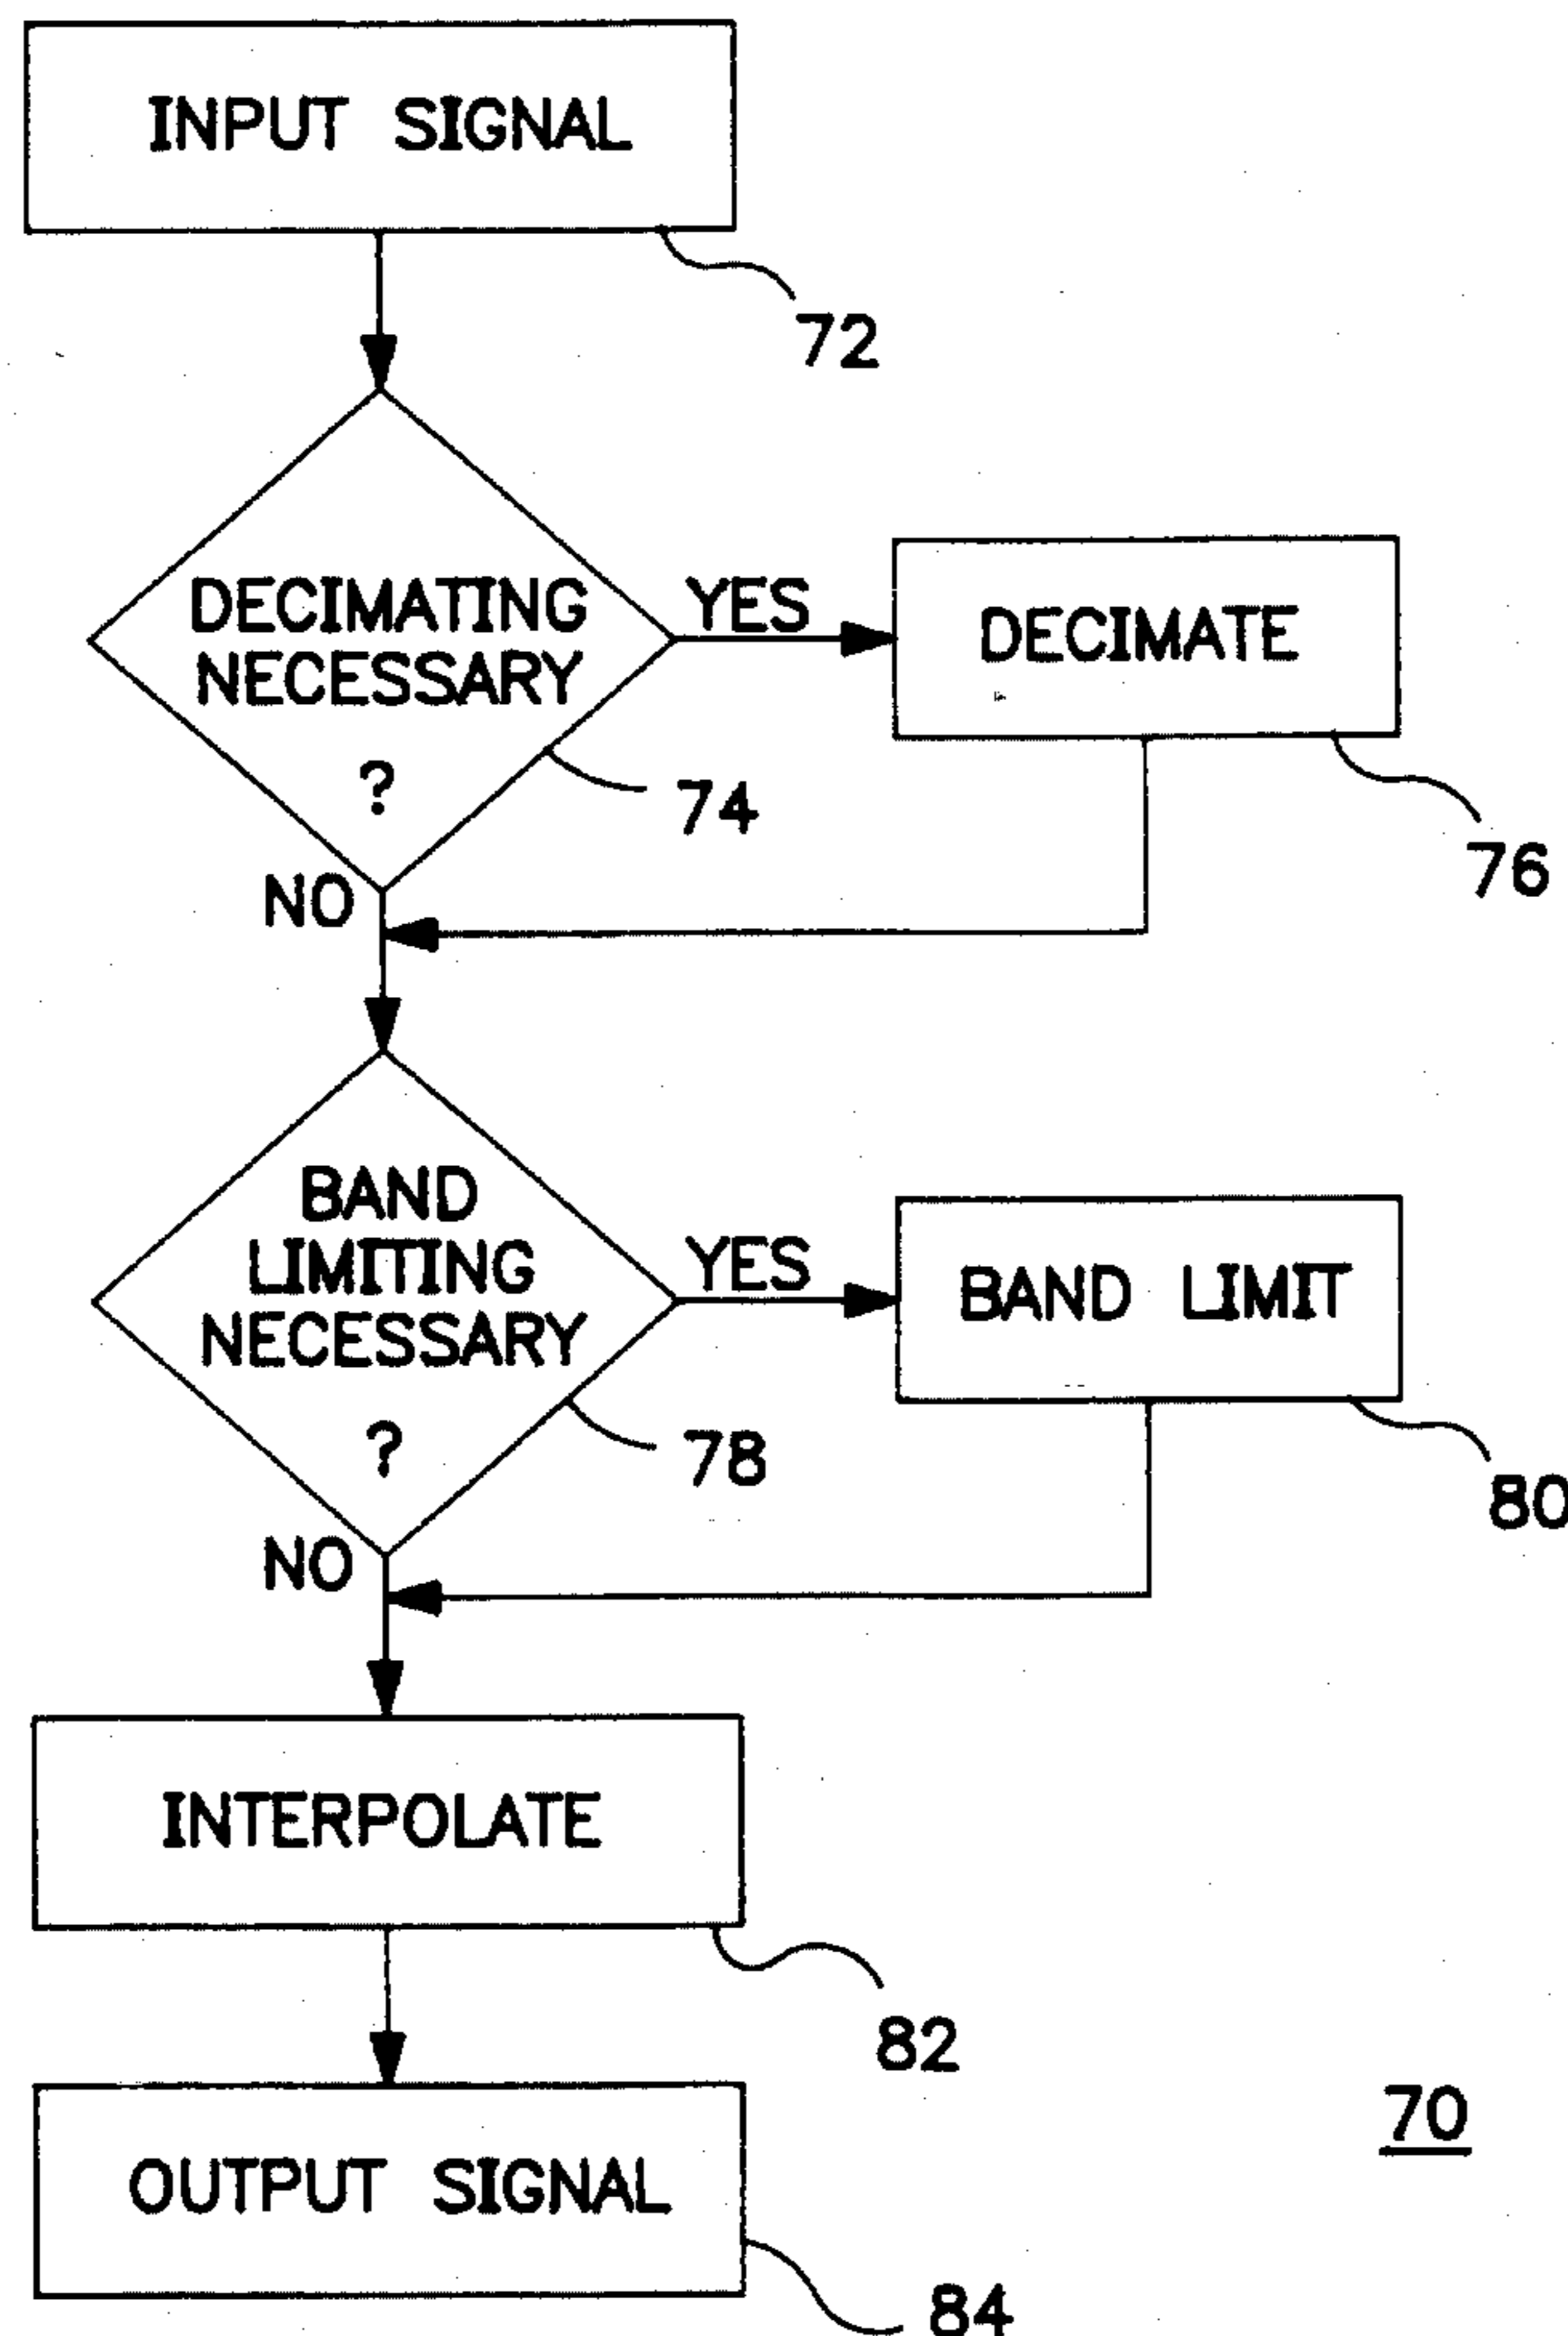 INPUT SIGNAL
72
DECIMATING
NECESSARY
?
74
YES
DECIMATE
76
NO
BAND
LIMITING
NECESSARY
?
78
YES
BAND LIMIT
80
NO
INTERPOLATE
82
OUTPUT SIGNAL
84
70